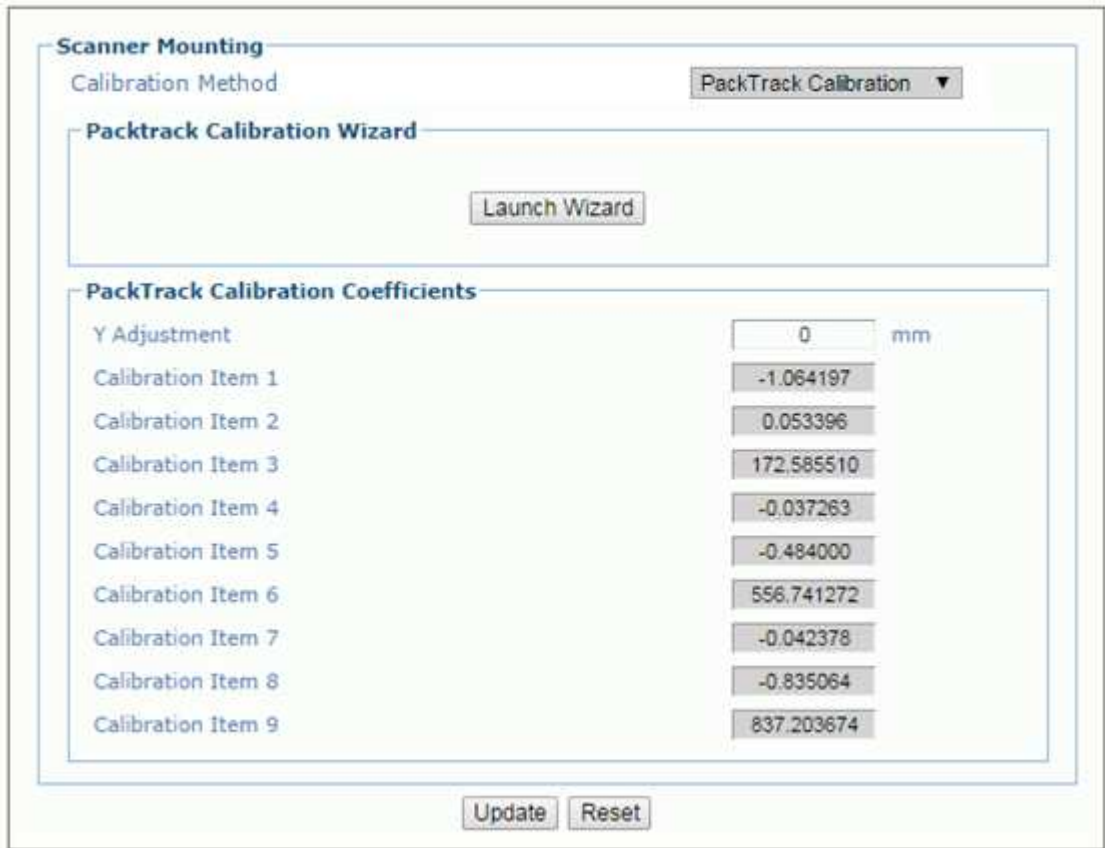 Scanner Mounting
Calibration Method PackTrack Calibration ▼
Packtrack Calibration Wizard
Launch Wizard
PackTrack Calibration Coefficients
Y Adjustment 0 mm
Calibration Item 1 -1.064197
Calibration Item 2 0.053396
Calibration Item 3 172.585510
Calibration Item 4 -0.037263
Calibration Item 5 -0.484000
Calibration Item 6 556.741272
Calibration Item 7 -0.042378
Calibration Item 8 -0.835064
Calibration Item 9 837.203674
Update Reset